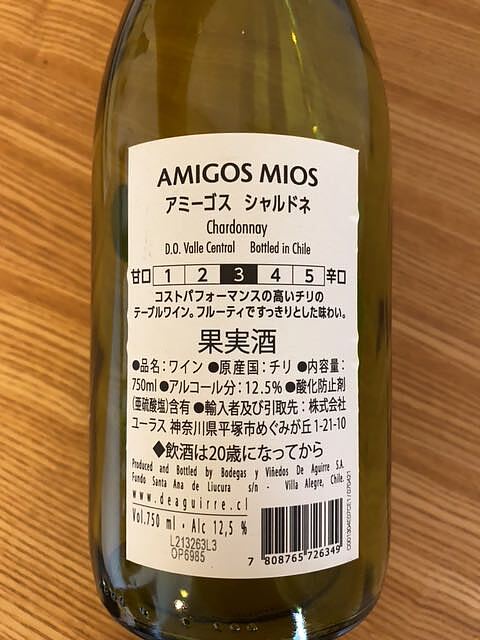 AMIGOS MIOS
アミーゴス シャルドネ
Chardonnay
D.O. Valle Central Bottled in Chile
甘口 1 2 3 4 5 辛口
コストパフォーマンスの高いチリの
テーブルワイン。フルーティですっきりとした味わい。
果実酒
●品名：ワイン ●原産国：チリ ●内容量：
750ml ●アルコール分：12.5% ●酸化防止剤
(亜硫酸塩)含有 ●輸入者及び引取先：株式会社
ユーラス 神奈川県平塚市めぐみが丘1-21-10
◆飲酒は20歳になってから
Produced and Bottled by Bodegas y Viñedos De Aguirre S.A.
Fundo Santa Ana de Liucura s/n - Villa Alegre, Chile.
www.deaguirre.cl
Vol.750 ml - Alc 12,5 %
L213263L3
OP6985
7 808765 726349